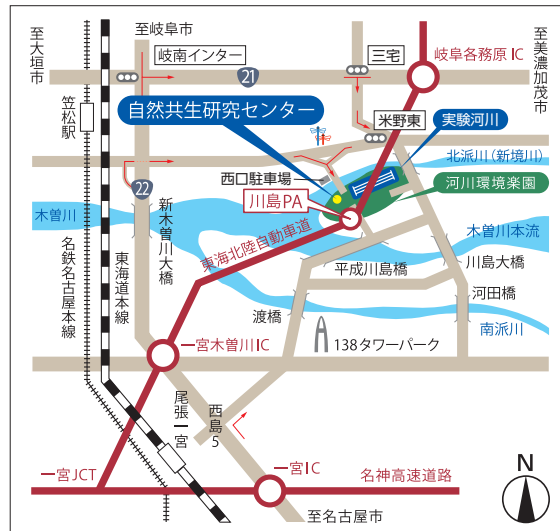 至岐阜市
至大垣市
岐南インター
21
三宅
岐阜各務原IC
至美濃加茂市
笠松駅
自然共生研究センター
米野東
実験河川
北派川(新境川)
西口駐車場
河川環境楽園
22
川島PA
木曽川
新木曽川大橋
東海北陸自動車道
木曽川本流
名鉄名古屋本線
東海道本線
平成川島橋
川島大橋
河田橋
渡橋
南派川
138タワーパーク
一宮木曽川IC
尾張一宮
西島5
一宮JCT
一宮IC
名神高速道路
至名古屋市
N